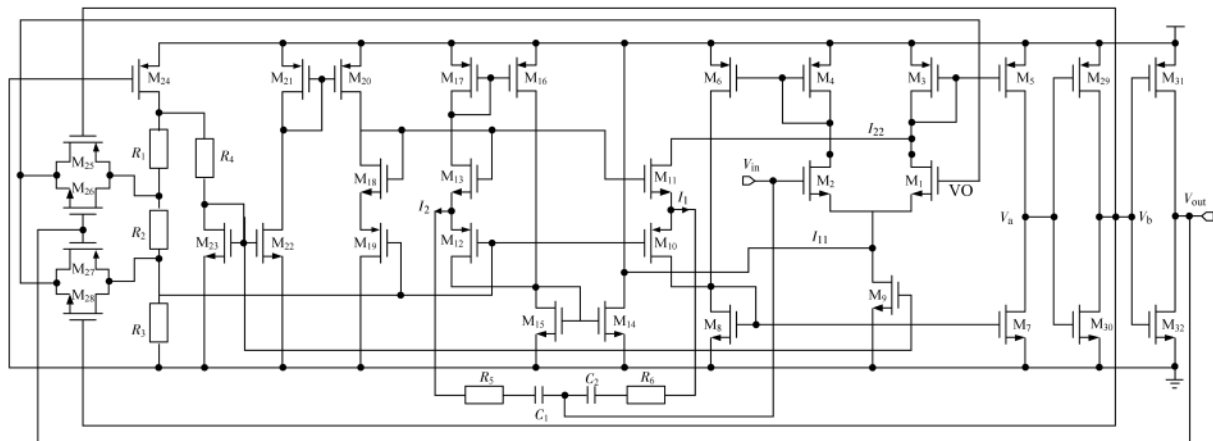 M24 M21 M20 M17 M16 M6 M4 M3 M5 M29 M31
R1 R4 I22
M25 Vin
M26 M18 M13 M11 M2 M1 VO
I2 I1 Va Vb Vout
R2 M23 M22 M19 M12 M10 I11
M27
M28 M9
R3 M15 M14 M8 M7 M30 M32
R5 C2 R6
C1